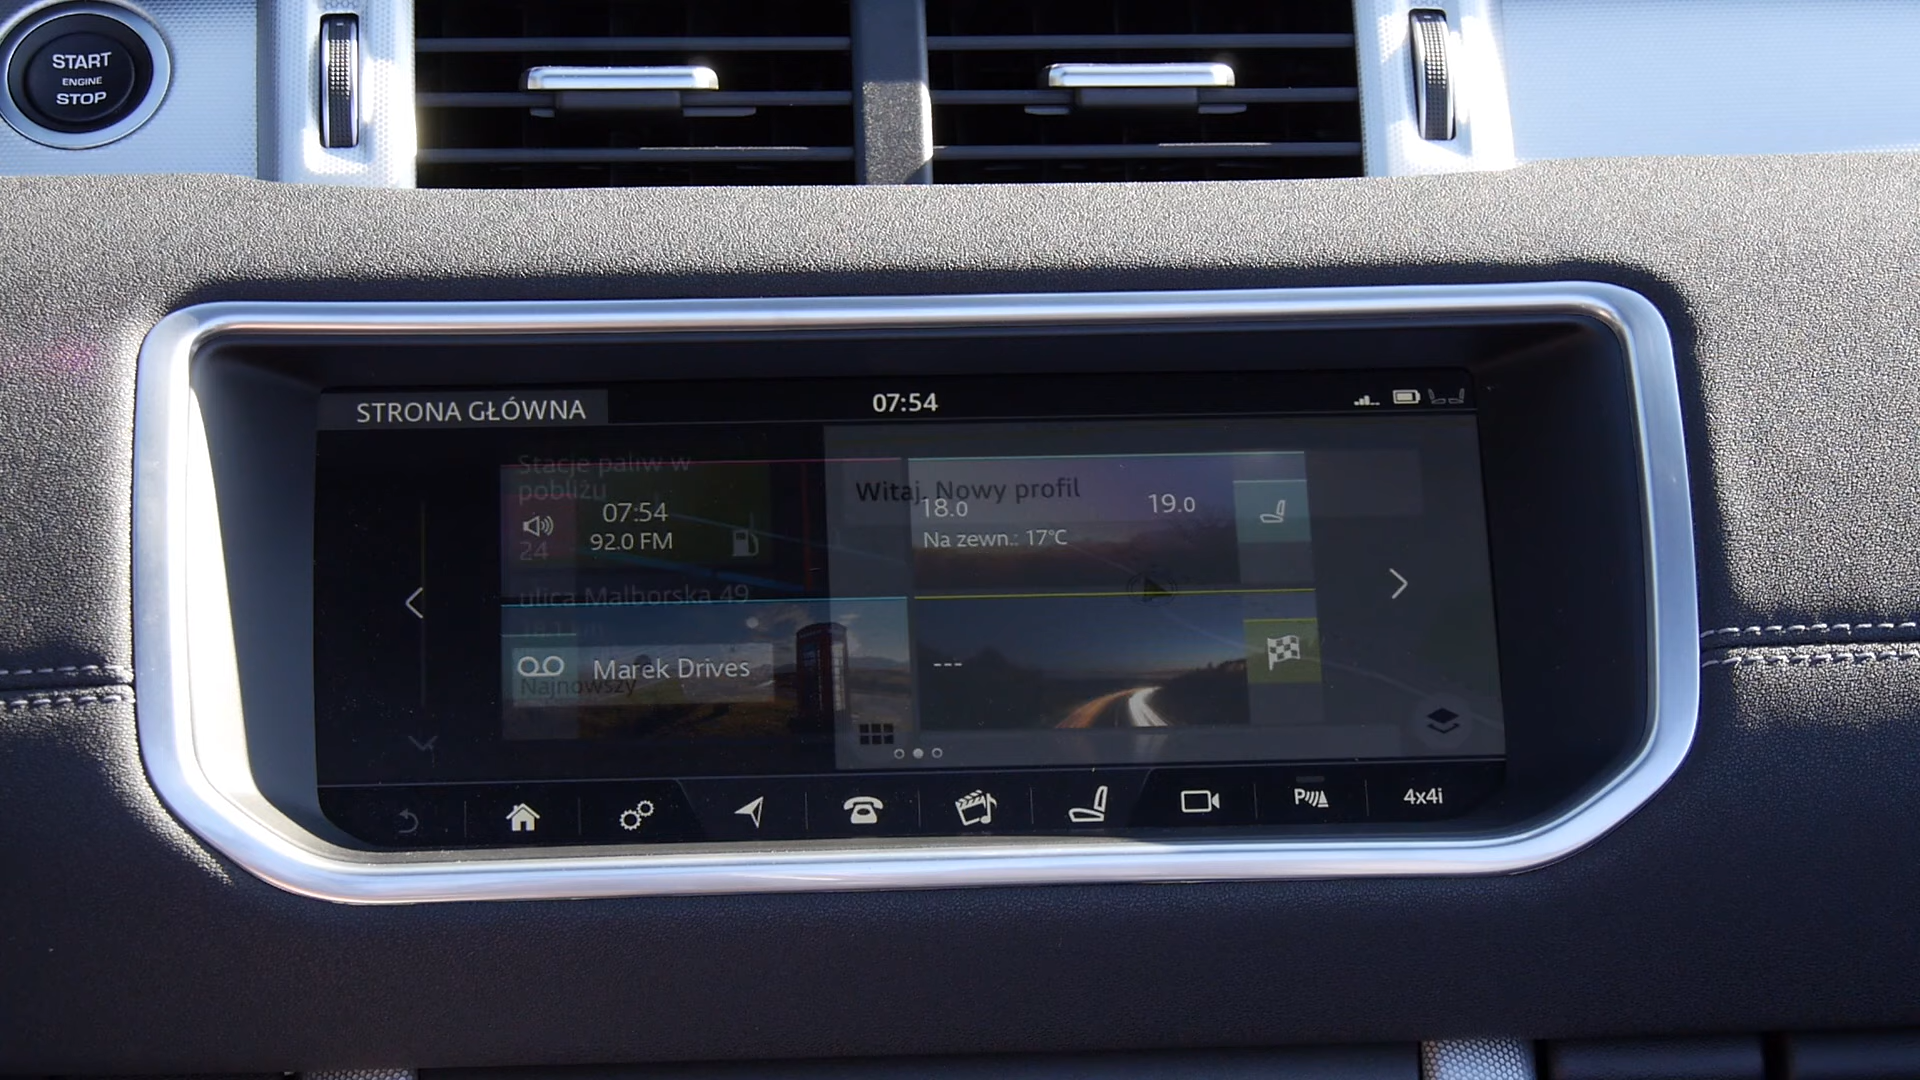 START
ENGINE
STOP
STRONA GŁÓWNA
07:54
Stacje paliw w
pobliżu
07:54
92.0 FM
24
Witaj, Nowy profil
18.0
19.0
Na zewn.: 17°C
ulica Malborska 49
Marek Drives
Najnowszy
---
P
4x4i